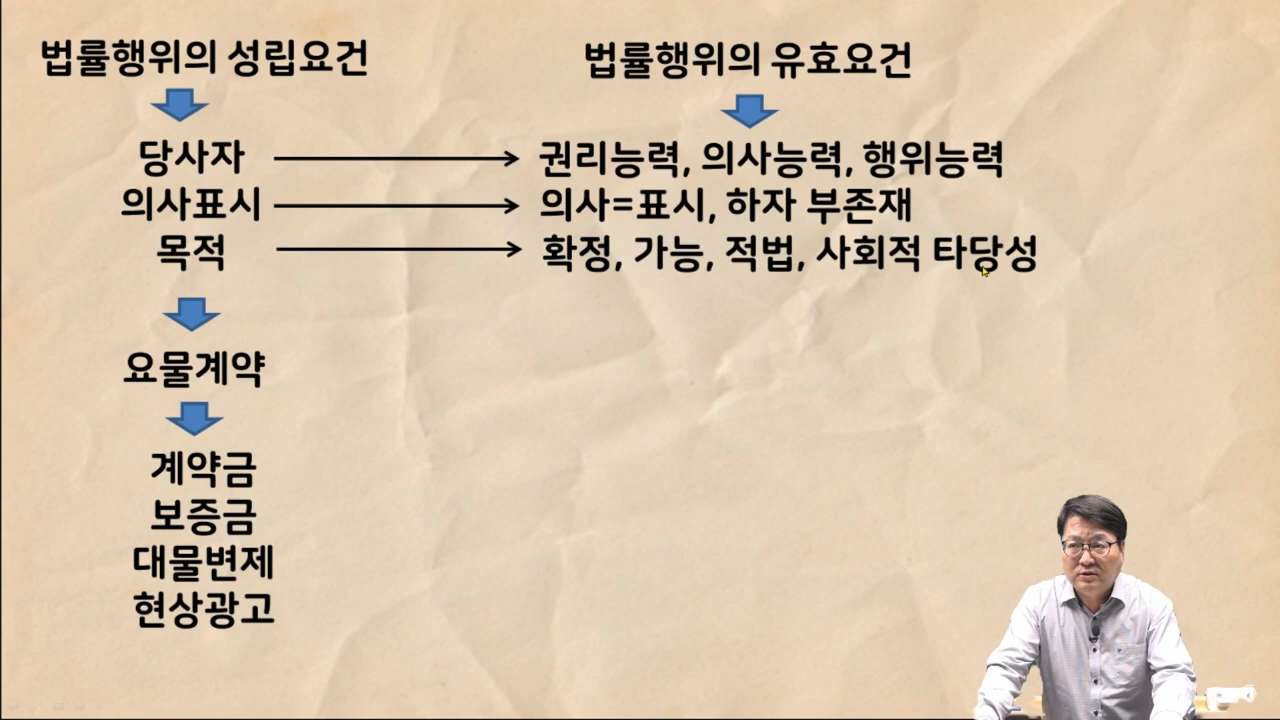 법률행위의 성립요건
당사자
의사표시
목적
요물계약
계약금
보증금
대물변제
현상광고
법률행위의 유효요건
권리능력, 의사능력, 행위능력
의사=표시, 하자 부존재
확정, 가능, 적법, 사회적 타당성